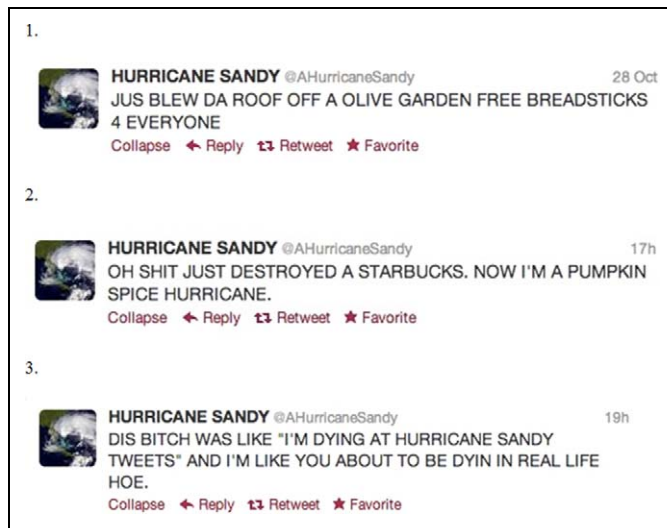 1.
HURRICANE SANDY @AHurricaneSandy 28 Oct
JUS BLEW DA ROOF OFF A OLIVE GARDEN FREE BREADSTICKS
4 EVERYONE
Collapse Reply Retweet Favorite
2.
HURRICANE SANDY @AHurricaneSandy 17h
OH SHIT JUST DESTROYED A STARBUCKS. NOW I'M A PUMPKIN
SPICE HURRICANE.
Collapse Reply Retweet Favorite
3.
HURRICANE SANDY @AHurricaneSandy 19h
DIS BITCH WAS LIKE "I'M DYING AT HURRICANE SANDY
TWEETS" AND I'M LIKE YOU ABOUT TO BE DYIN IN REAL LIFE
HOE.
Collapse Reply Retweet Favorite